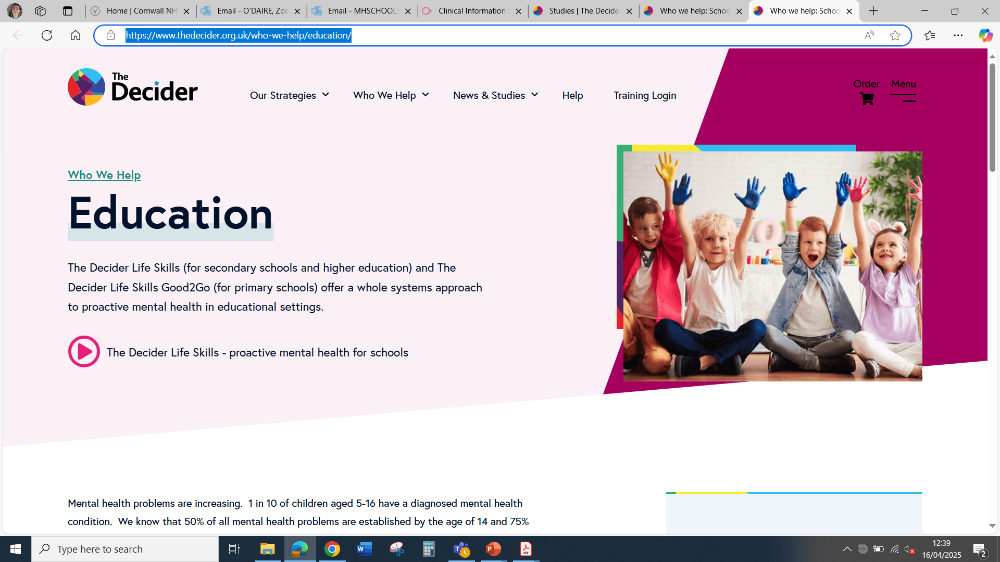 Home | Cornwall NH
Email - O'DAIRE, Zoe
Email - MHSCHOOLS
Clinical Information S
Studies | The Decider
Who we help: Schoo
Who we help: Schoo
https://www.thedecider.org.uk/who-we-help/education/
The
Decider
Our Strategies
Who We Help
News & Studies
Help
Training Login
Order
Menu
Who We Help
Education
The Decider Life Skills (for secondary schools and higher education) and The
Decider Life Skills Good2Go (for primary schools) offer a whole systems approach
to proactive mental health in educational settings.
The Decider Life Skills - proactive mental health for schools
Mental health problems are increasing.  1 in 10 of children aged 5-16 have a diagnosed mental health
condition.  We know that 50% of all mental health problems are established by the age of 14 and 75%
Type here to search
12:39
16/04/2025
2